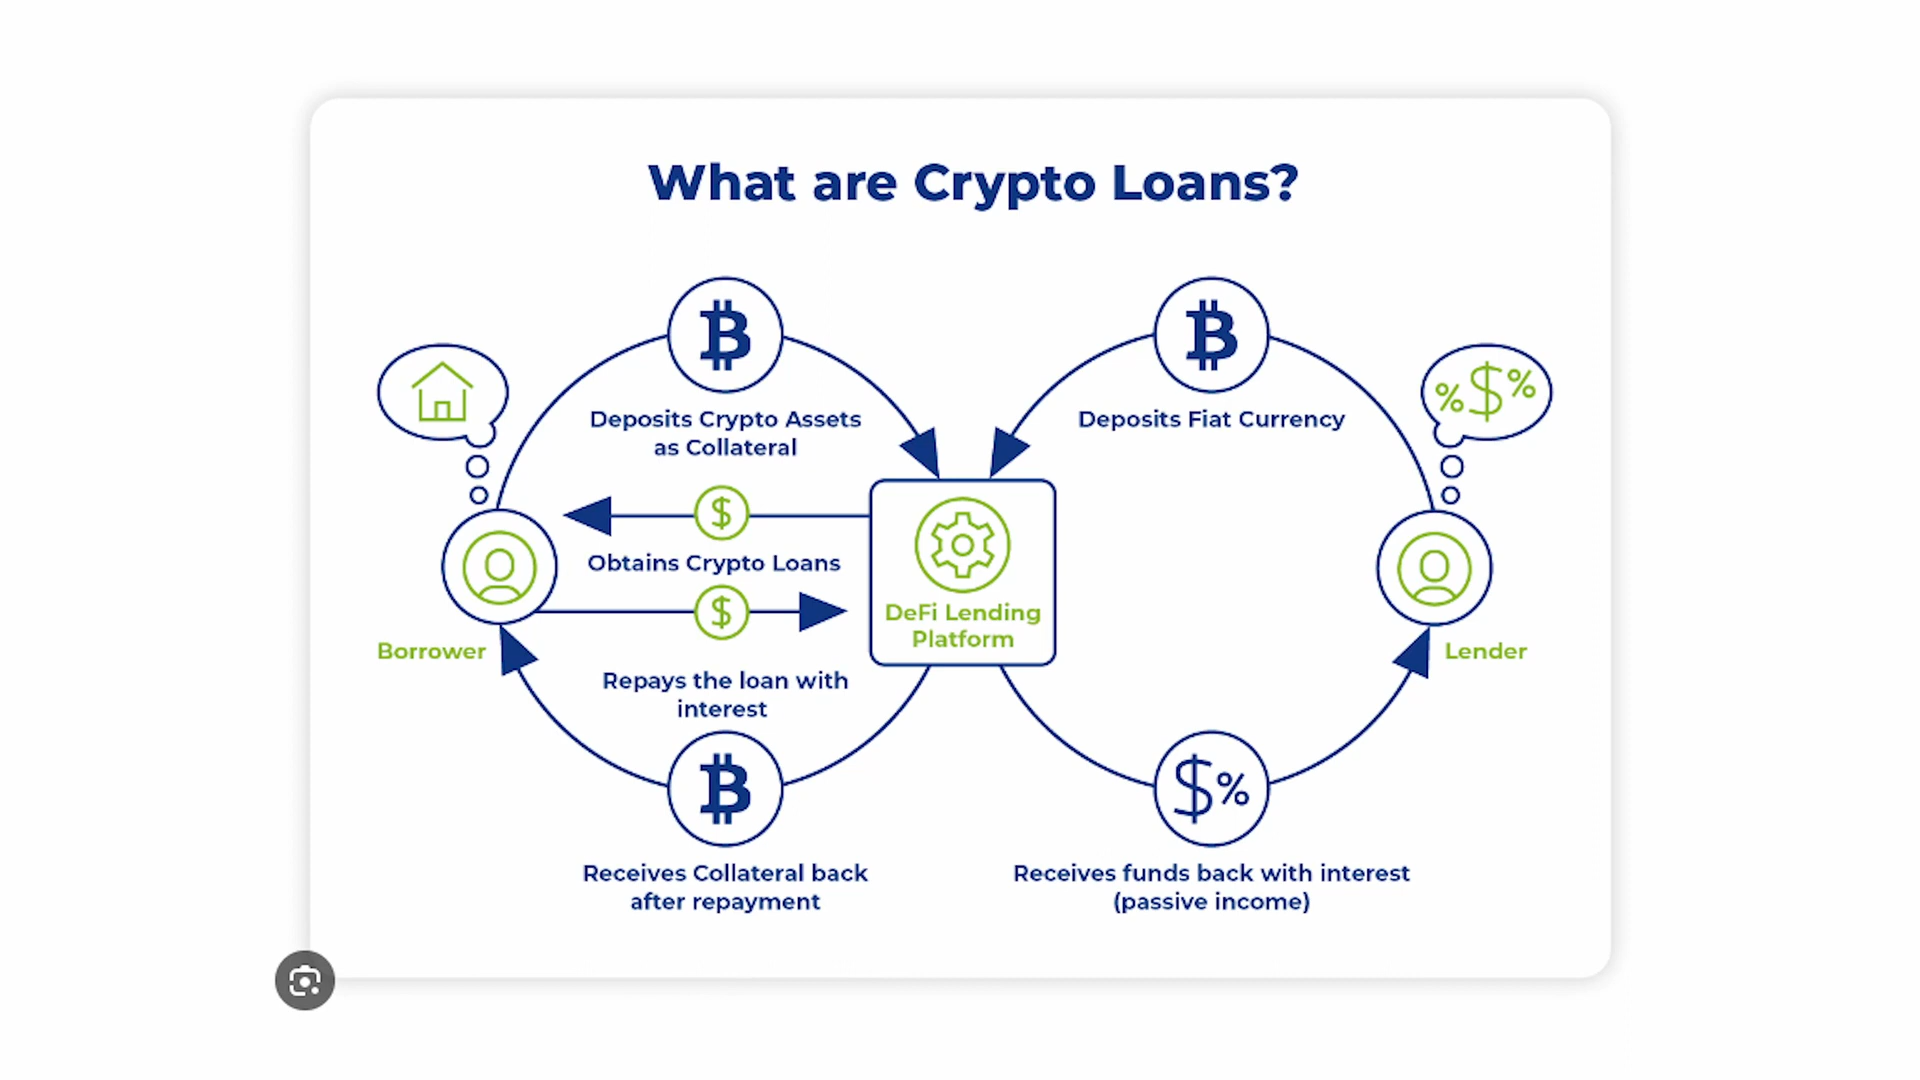 What are Crypto Loans?
Deposits Crypto Assets
as Collateral
Deposits Fiat Currency
% $ %
$
Obtains Crypto Loans
$
DeFi Lending
Platform
Borrower
Lender
Repays the loan with
interest
$%
Receives Collateral back
after repayment
Receives funds back with interest
(passive income)